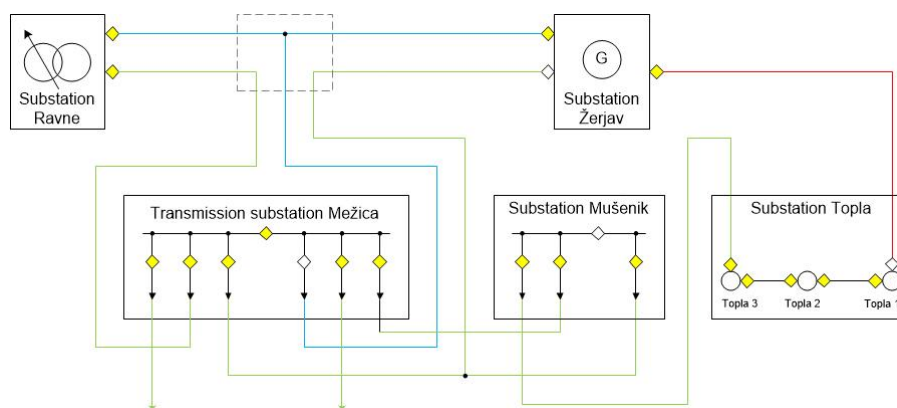 G
Substation
Ravne
Substation
Žerjav
Transmission substation Mežica
Substation Mušenik
Substation Topla
Topla 3
Topla 2
Topla 1